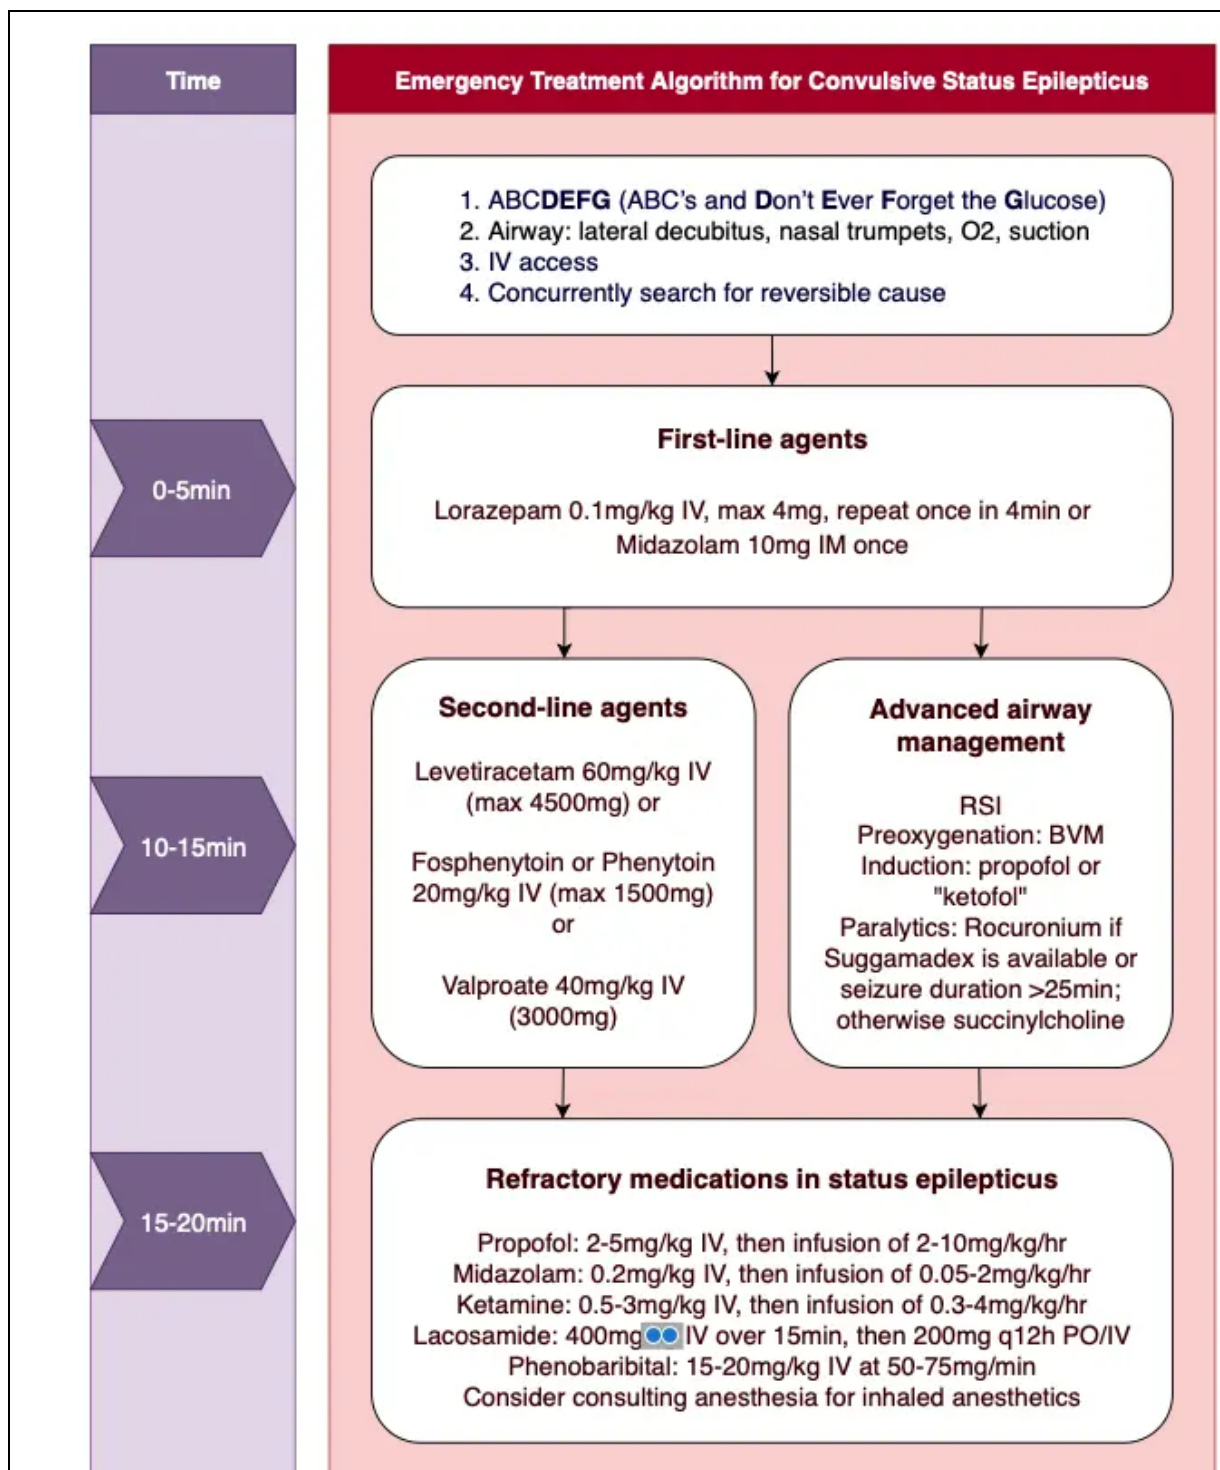 Time
Emergency Treatment Algorithm for Convulsive Status Epilepticus
1. ABCDEFG (ABC's and Don't Ever Forget the Glucose)
2. Airway: lateral decubitus, nasal trumpets, O2, suction
3. IV access
4. Concurrently search for reversible cause
0-5min
First-line agents
Lorazepam 0.1mg/kg IV, max 4mg, repeat once in 4min or
Midazolam 10mg IM once
10-15min
Second-line agents
Levetiracetam 60mg/kg IV
(max 4500mg) or
Fosphenytoin or Phenytoin
20mg/kg IV (max 1500mg)
or
Valproate 40mg/kg IV
(3000mg)
Advanced airway
management
RSI
Preoxygenation: BVM
Induction: propofol or
"ketofol"
Paralytics: Rocuronium if
Suggamadex is available or
seizure duration >25min;
otherwise succinylcholine
15-20min
Refractory medications in status epilepticus
Propofol: 2-5mg/kg IV, then infusion of 2-10mg/kg/hr
Midazolam: 0.2mg/kg IV, then infusion of 0.05-2mg/kg/hr
Ketamine: 0.5-3mg/kg IV, then infusion of 0.3-4mg/kg/hr
Lacosamide: 400mg IV over 15min, then 200mg q12h PO/IV
Phenobaribital: 15-20mg/kg IV at 50-75mg/min
Consider consulting anesthesia for inhaled anesthetics